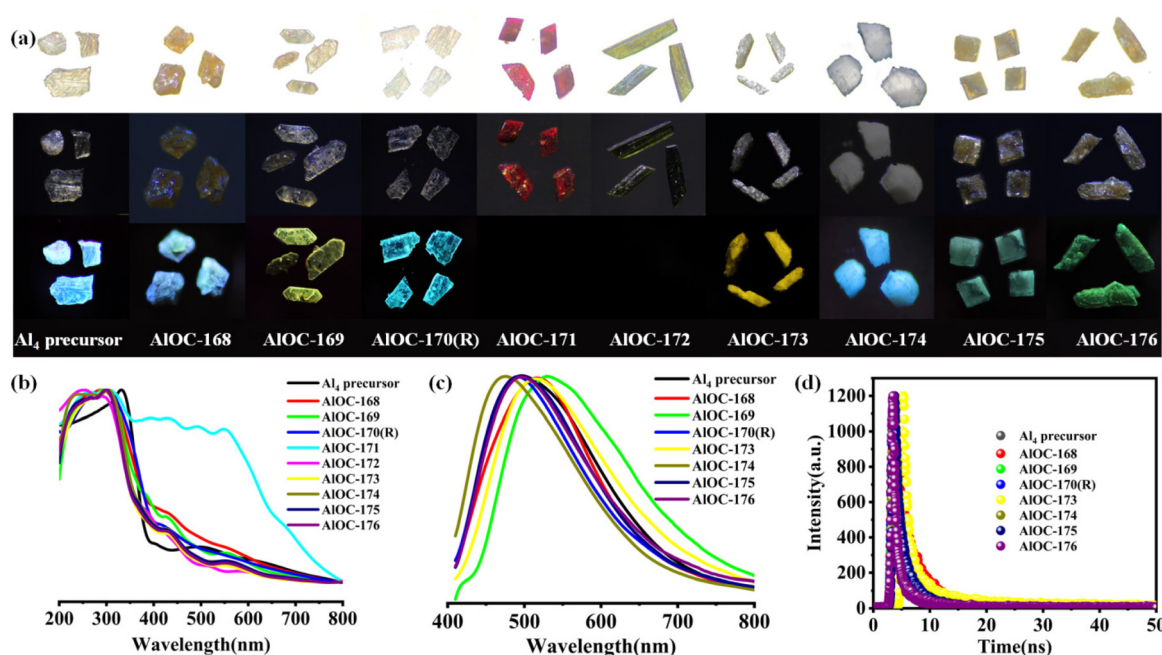 (a)
Al₄ precursor AlOC-168 AlOC-169 AlOC-170(R) AlOC-171 AlOC-172 AlOC-173 AlOC-174 AlOC-175 AlOC-176
(b)
Al₄ precursor
AlOC-168
AlOC-169
AlOC-170(R)
AlOC-171
AlOC-172
AlOC-173
AlOC-174
AlOC-175
AlOC-176
200 300 400 500 600 700 800
Wavelength(nm)
(c)
Al₄ precursor
AlOC-168
AlOC-169
AlOC-170(R)
AlOC-173
AlOC-174
AlOC-175
AlOC-176
400 500 600 700 800
Wavelength(nm)
(d)
Intensity(a.u.)
1200
1000
800
600
400
200
0
Al₄ precursor
AlOC-168
AlOC-169
AlOC-170(R)
AlOC-173
AlOC-174
AlOC-175
AlOC-176
0 10 20 30 40 50
Time(ns)